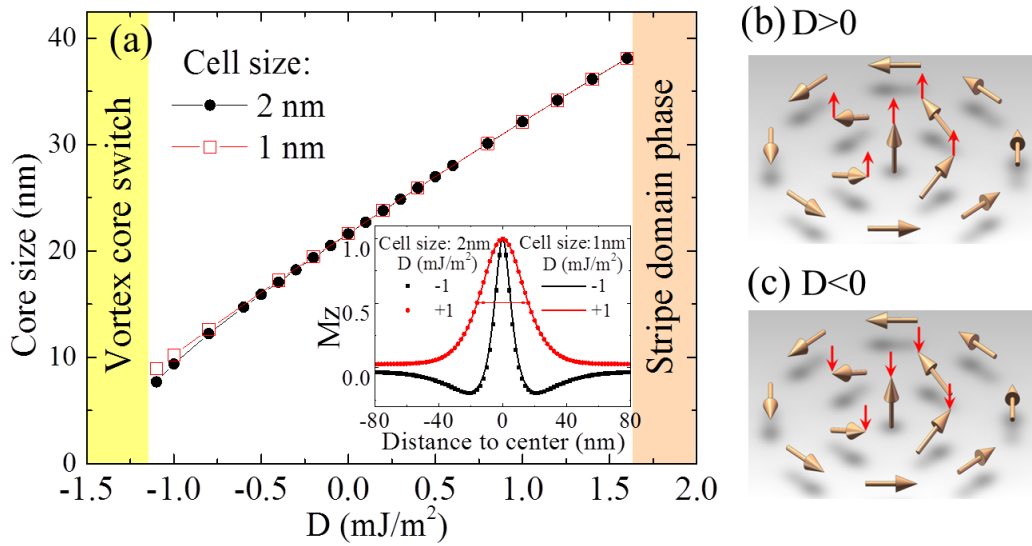 (a)
Cell size:
2 nm
1 nm
Vortex core switch
Stripe domain phase
Core size (nm)
40
30
20
10
0
-1.5
-1.0
-0.5
0.0
0.5
1.0
1.5
2.0
D (mJ/m²)
Cell size: 2nm
D (mJ/m²)
-1
+1
Cell size:1nm
D (mJ/m²)
-1
+1
Mz
1.0
0.5
0.0
-80
-40
0
40
80
Distance to center (nm)
(b) D>0
(c) D<0